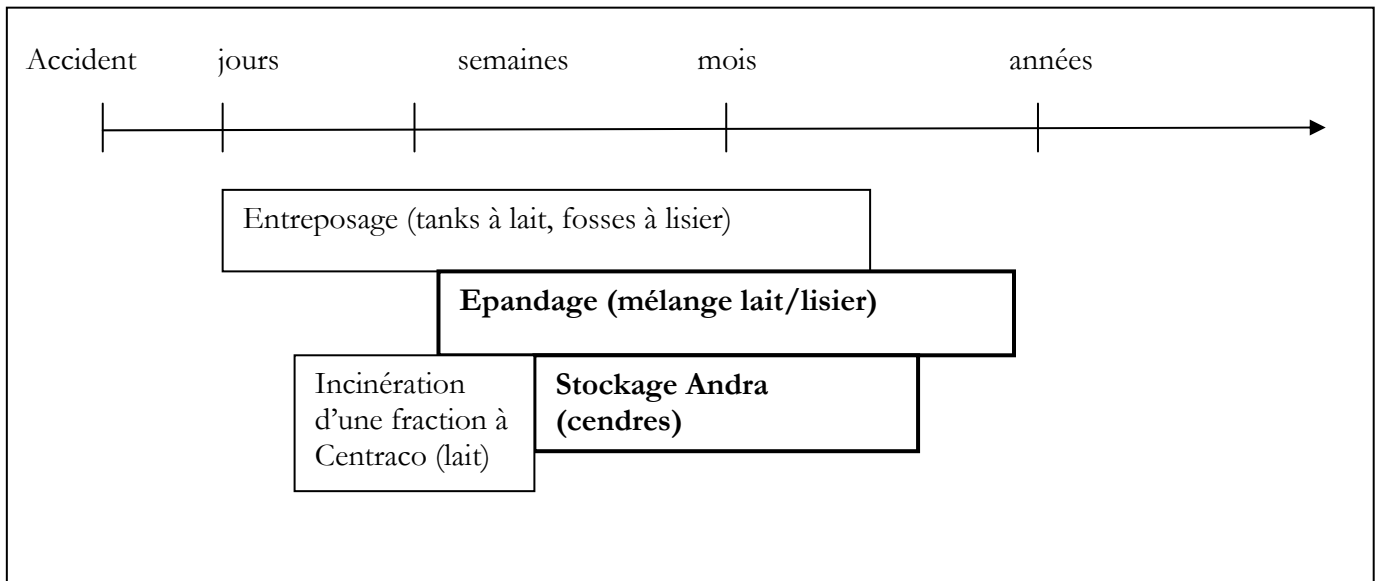 Accident jours semaines mois années
Entreposage (tanks à lait, fosses à lisier)
Epandage (mélange lait/lisier)
Incinération
d’une fraction à
Centraco (lait)
Stockage Andra
(cendres)